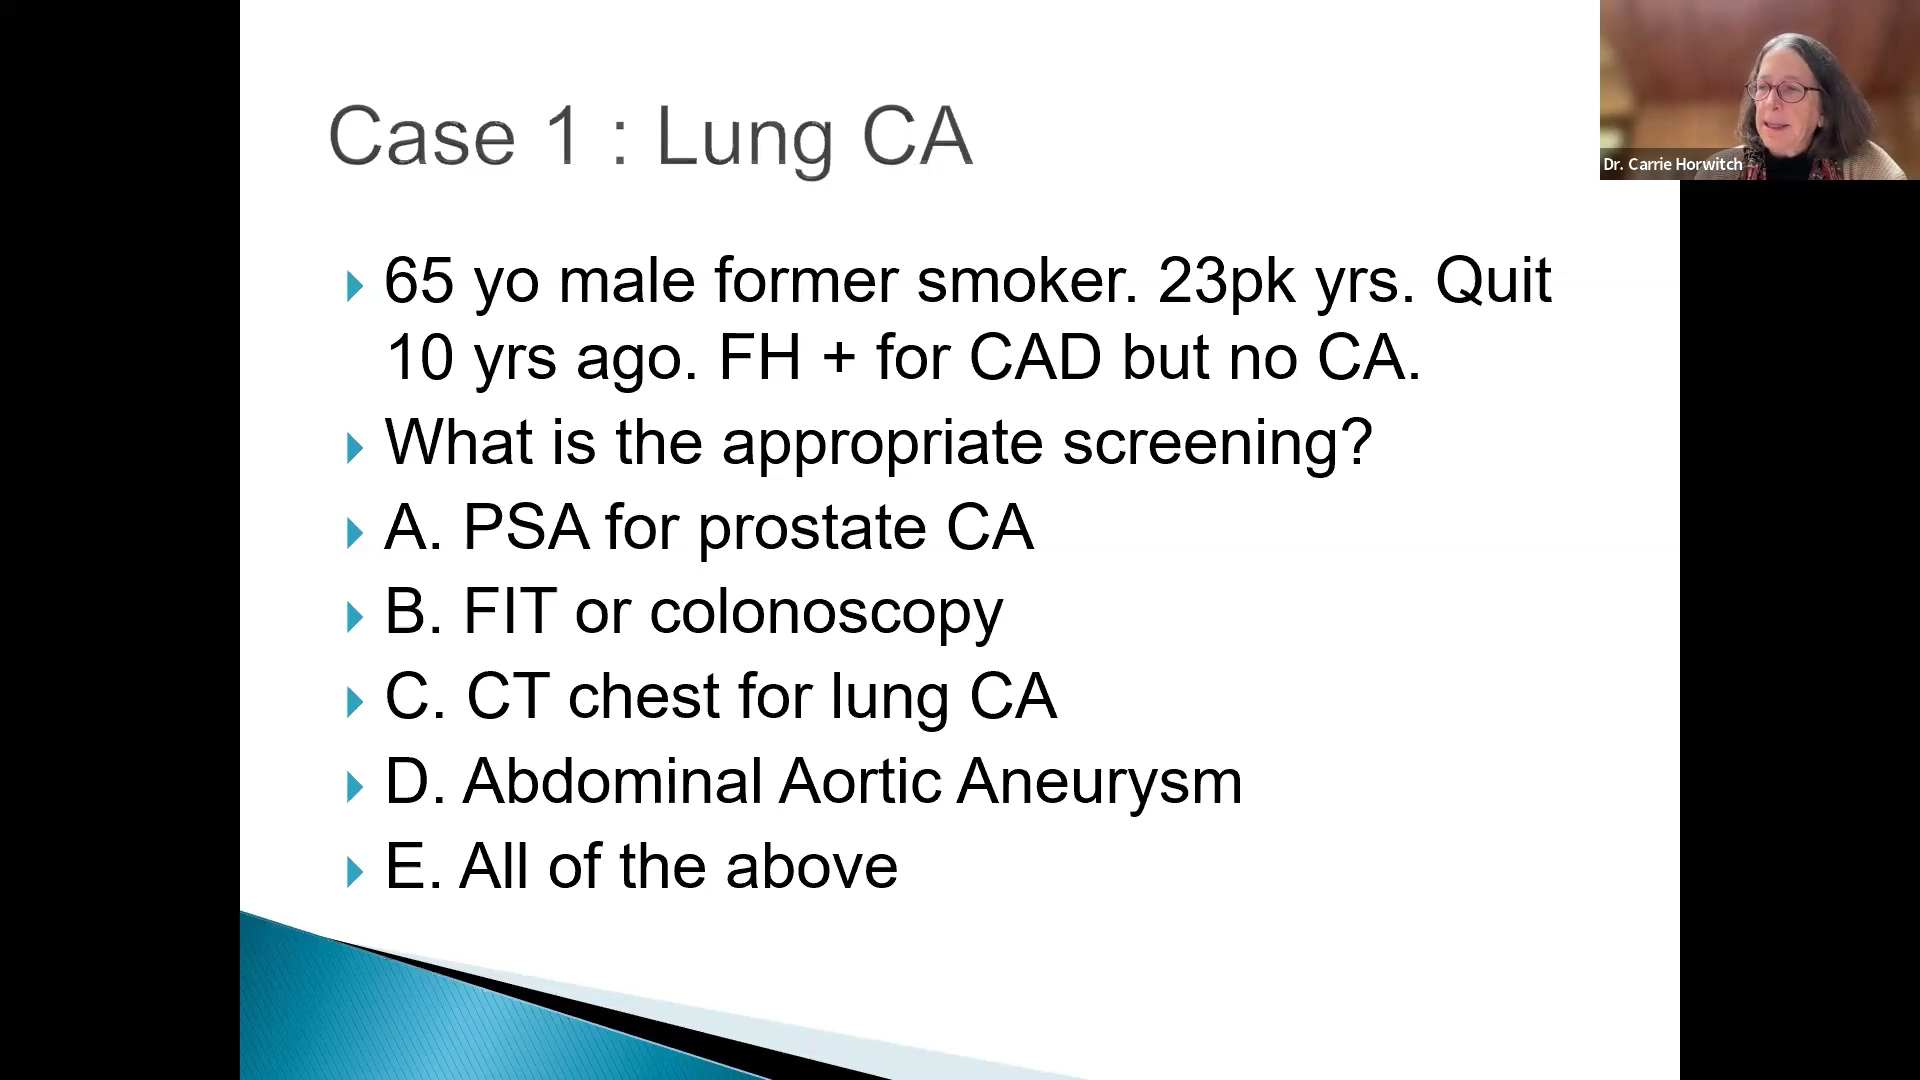 Case 1 : Lung CA
Dr. Carrie Horwitch
65 yo male former smoker. 23pk yrs. Quit
10 yrs ago. FH + for CAD but no CA.
What is the appropriate screening?
A. PSA for prostate CA
B. FIT or colonoscopy
C. CT chest for lung CA
D. Abdominal Aortic Aneurysm
E. All of the above